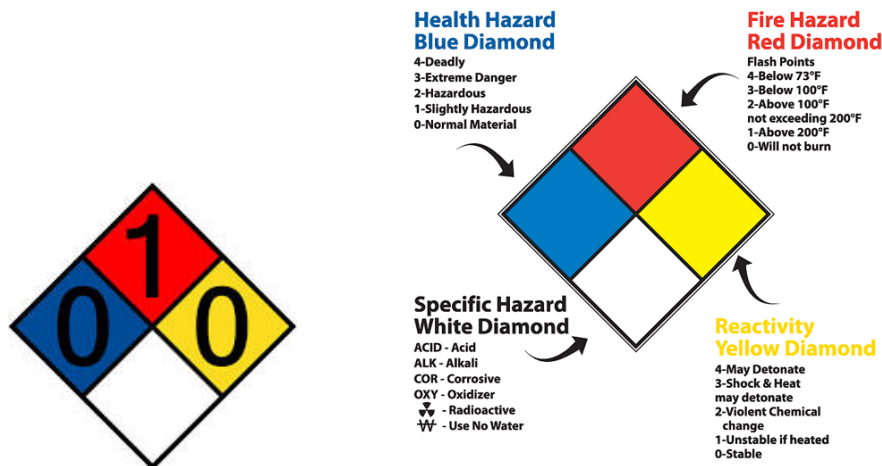 1
0
0
Health Hazard
Blue Diamond
4-Deadly
3-Extreme Danger
2-Hazardous
1-Slightly Hazardous
0-Normal Material
Fire Hazard
Red Diamond
Flash Points
4-Below 73°F
3-Below 100°F
2-Above 100°F
not exceeding 200°F
1-Above 200°F
0-Will not burn
Specific Hazard
White Diamond
ACID - Acid
ALK - Alkali
COR - Corrosive
OXY - Oxidizer
- Radioactive
W - Use No Water
Reactivity
Yellow Diamond
4-May Detonate
3-Shock & Heat
may detonate
2-Violent Chemical
change
1-Unstable if heated
0-Stable